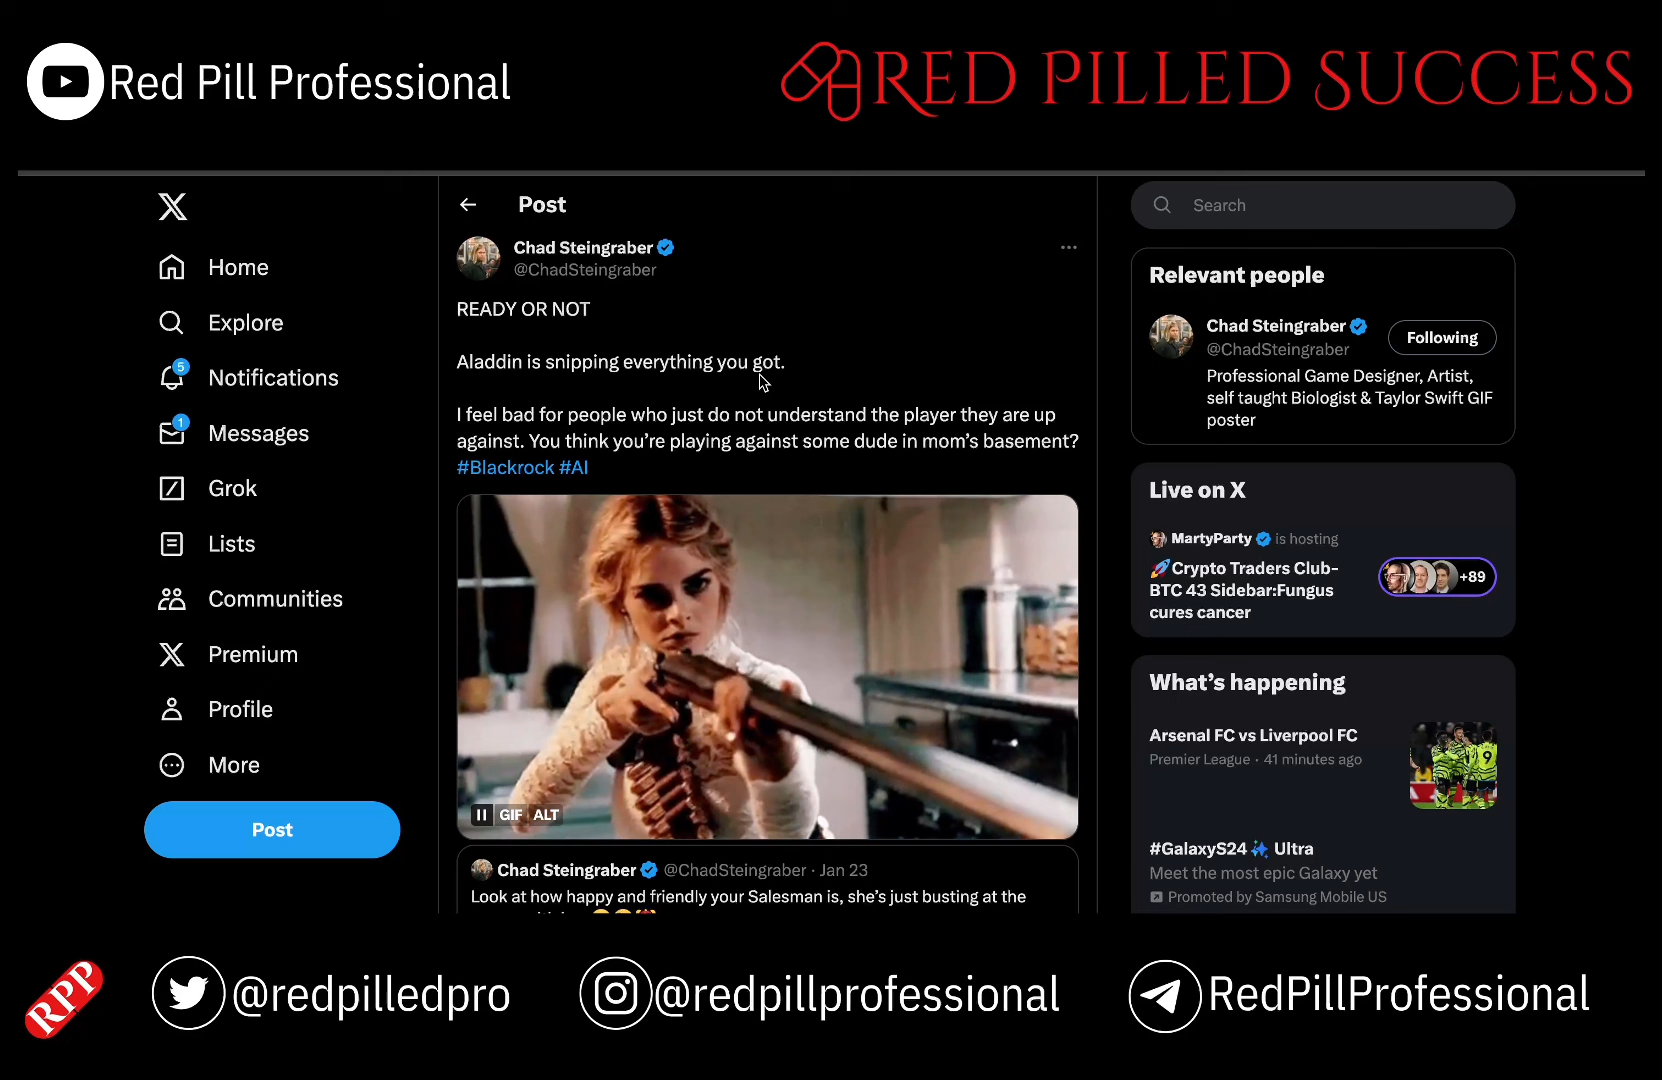 Red Pill Professional
RED PILLED SUCCESS
Home
Explore
5
Notifications
1
Messages
Grok
Lists
Communities
Premium
Profile
More
Post
Post
Chad Steingraber
@ChadSteingraber
READY OR NOT
Aladdin is snipping everything you got.
I feel bad for people who just do not understand the player they are up
against. You think you’re playing against some dude in mom’s basement?
#Blackrock #AI
GIF ALT
Chad Steingraber @ChadSteingraber · Jan 23
Look at how happy and friendly your Salesman is, she’s just busting at the
Search
Relevant people
Chad Steingraber
@ChadSteingraber
Following
Professional Game Designer, Artist,
self taught Biologist & Taylor Swift GIF
poster
Live on X
MartyParty is hosting
🚀Crypto Traders Club-
BTC 43 Sidebar:Fungus
cures cancer
+89
What’s happening
Arsenal FC vs Liverpool FC
Premier League · 41 minutes ago
9
#GalaxyS24 ✨ Ultra
Meet the most epic Galaxy yet
Promoted by Samsung Mobile US
RPP
@redpilledpro
@redpillprofessional
RedPillProfessional